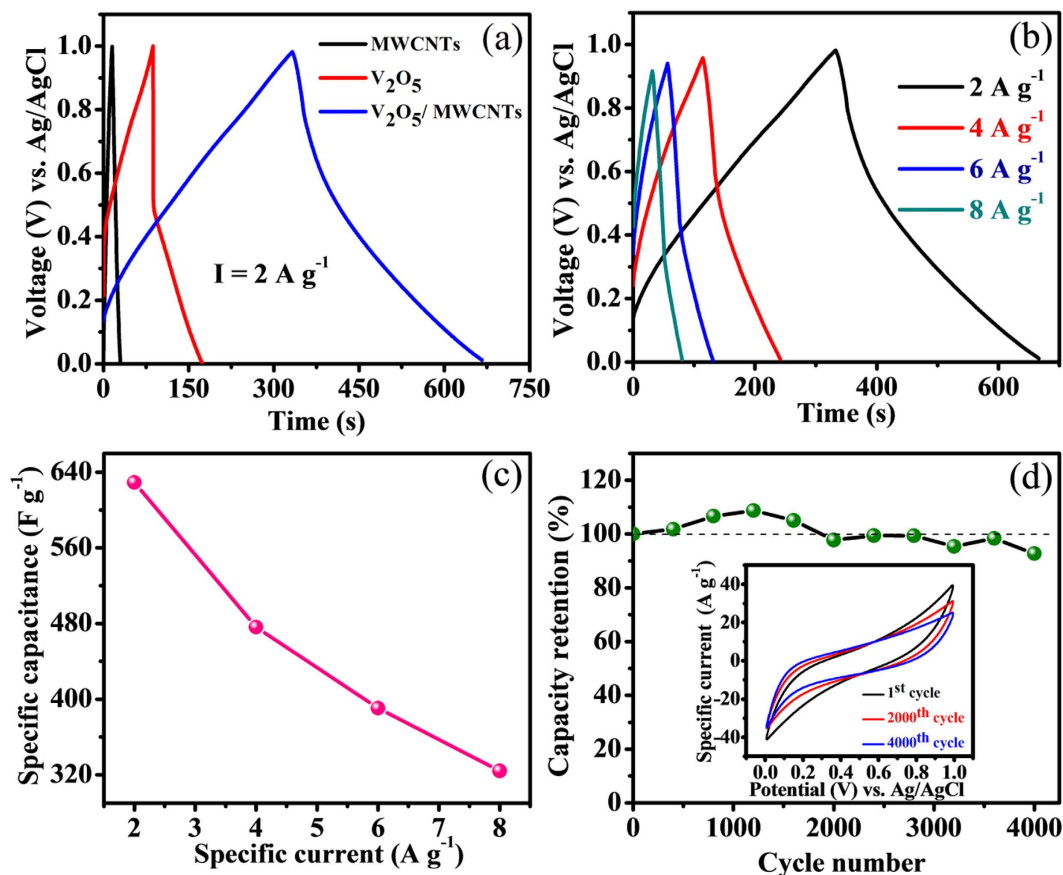 (a)
MWCNTs
V₂O₅
V₂O₅/ MWCNTs
I = 2 A g⁻¹
Voltage (V) vs. Ag/AgCl
1.0
0.8
0.6
0.4
0.2
0.0
0 150 300 450 600 750
Time (s)
(b)
2 A g⁻¹
4 A g⁻¹
6 A g⁻¹
8 A g⁻¹
Voltage (V) vs. Ag/AgCl
1.0
0.8
0.6
0.4
0.2
0.0
0 200 400 600
Time (s)
(c)
Specific capacitance (F g⁻¹)
640
560
480
400
320
2 3 4 5 6 7 8
Specific current (A g⁻¹)
(d)
Capacity retention (%)
120
100
80
60
40
20
0
Specific current (A g⁻¹)
40
20
0
-20
-40
1ˢᵗ cycle
2000ᵗʰ cycle
4000ᵗʰ cycle
0.0 0.2 0.4 0.6 0.8 1.0
Potential (V) vs. Ag/AgCl
0 1000 2000 3000 4000
Cycle number